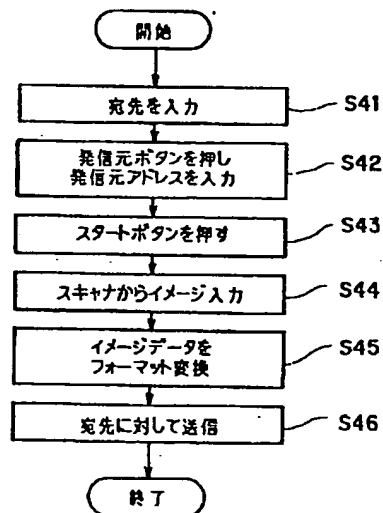 開始
宛先を入力
S41
発信元ボタンを押し
発信元アドレスを入力
S42
スタートボタンを押す
S43
スキャナからイメージ入力
S44
イメージデータを
フォーマット変換
S45
宛先に対して送信
S46
終了